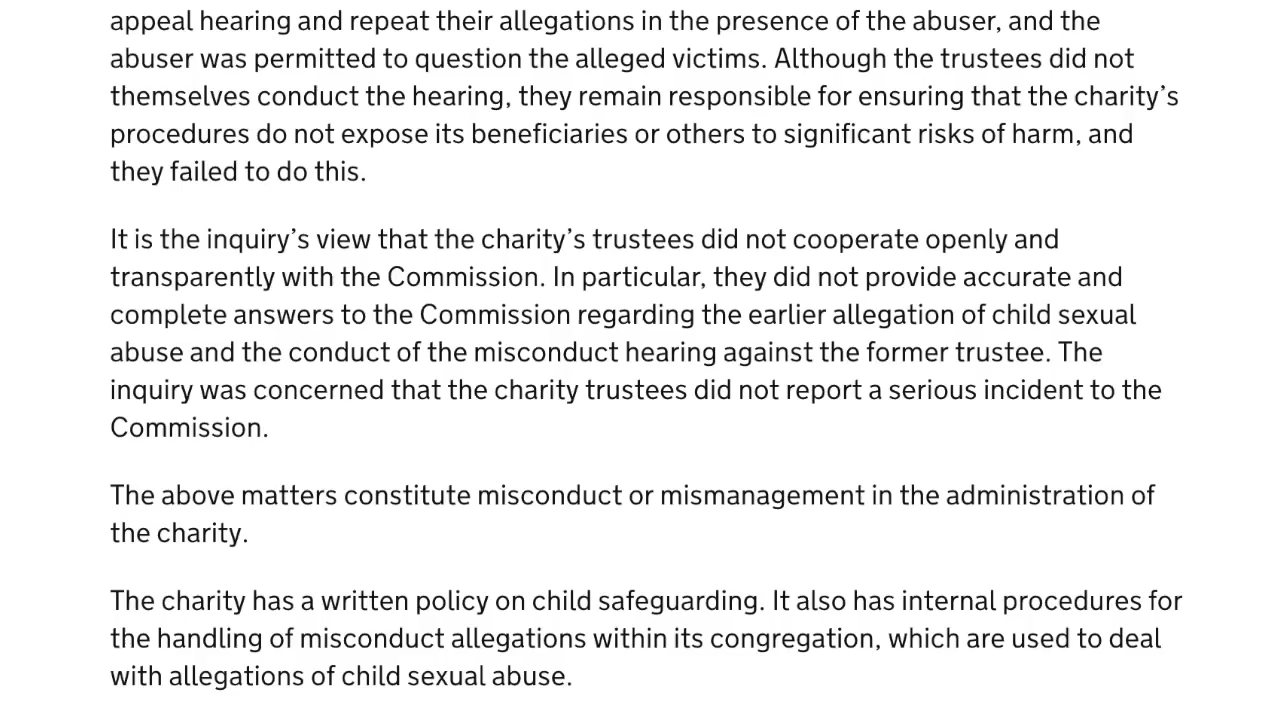 appeal hearing and repeat their allegations in the presence of the abuser, and the
abuser was permitted to question the alleged victims. Although the trustees did not
themselves conduct the hearing, they remain responsible for ensuring that the charity’s
procedures do not expose its beneficiaries or others to significant risks of harm, and
they failed to do this.
It is the inquiry’s view that the charity’s trustees did not cooperate openly and
transparently with the Commission. In particular, they did not provide accurate and
complete answers to the Commission regarding the earlier allegation of child sexual
abuse and the conduct of the misconduct hearing against the former trustee. The
inquiry was concerned that the charity trustees did not report a serious incident to the
Commission.
The above matters constitute misconduct or mismanagement in the administration of
the charity.
The charity has a written policy on child safeguarding. It also has internal procedures for
the handling of misconduct allegations within its congregation, which are used to deal
with allegations of child sexual abuse.